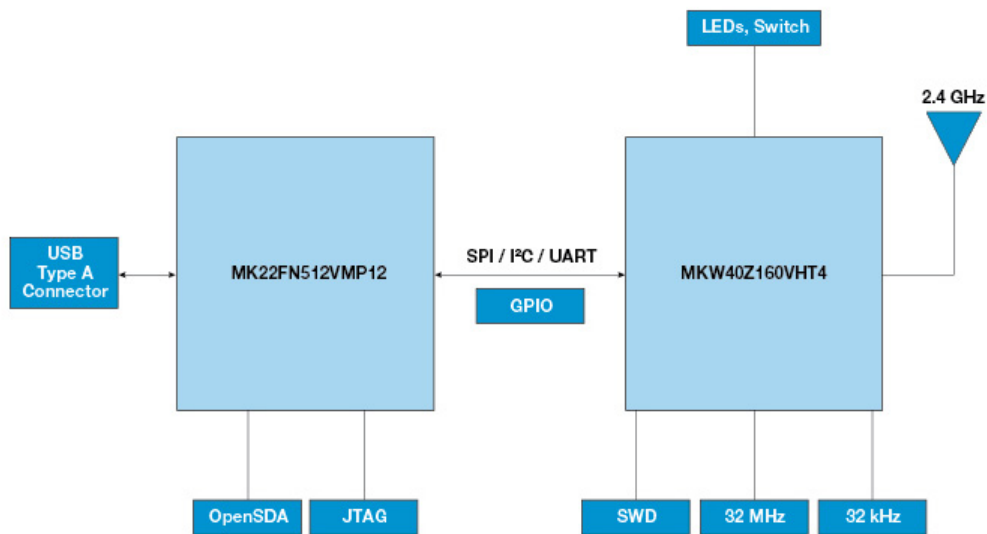 LEDs, Switch
2.4 GHz
USB
Type A
Connector
MK22FN512VMP12
SPI / I²C / UART
GPIO
MKW40Z160VHT4
OpenSDA
JTAG
SWD
32 MHz
32 kHz